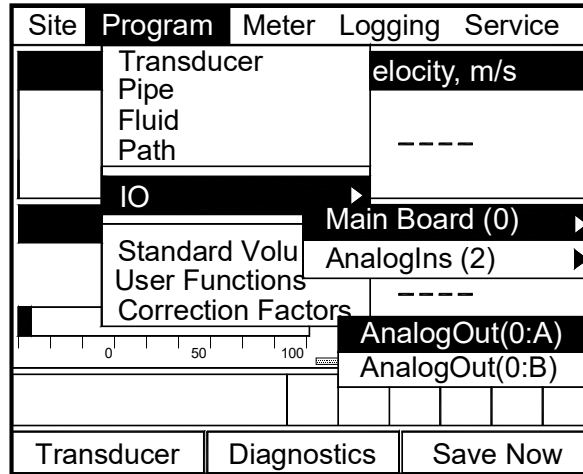 Site Program Meter Logging Service
Transducer
elocity, m/s
Pipe
Fluid
Path
IO
Main Board (0)
Standard Volu
AnalogIns (2)
User Functions
Correction Factors
AnalogOut(0:A)
0 50 100
AnalogOut(0:B)
Transducer Diagnostics Save Now